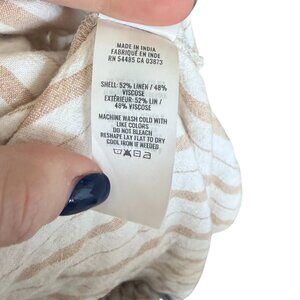 MADE IN INDIA
FABRIQUÉ EN INDE
RN 54485 CA 03873
SHELL: 52% LINEN / 48%
VISCOSE
EXTÉRIEUR: 52% LIN /
48% VISCOSE
MACHINE WASH COLD WITH
LIKE COLORS
DO NOT BLEACH
RESHAPE LAY FLAT TO DRY
COOL IRON IF NEEDED